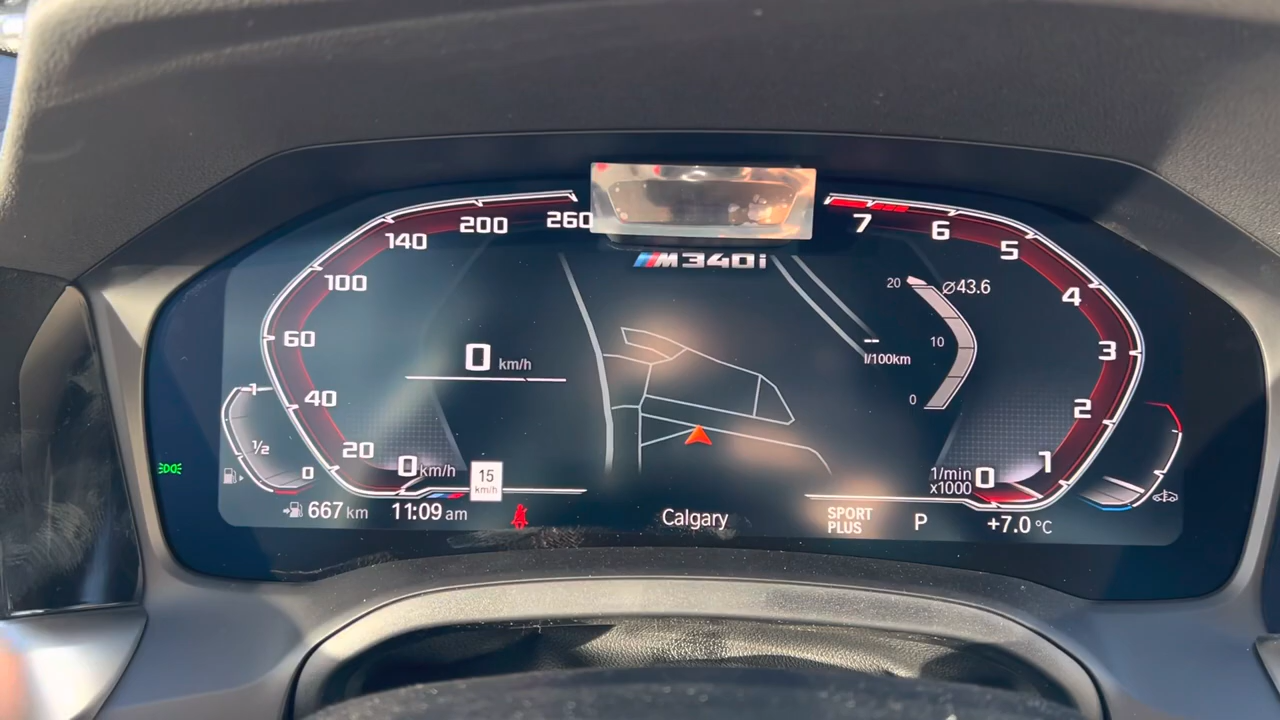 260
200
140
100
60
40
20
0 km/h
0 km/h
1
1/2
0
15
km/h
667 km
11:09 am
M340i
Calgary
7
6
5
4
3
2
1
0
1/min
x1000
20
10
0
⌀43.6
--
l/100km
SPORT
PLUS
P
+7.0 °C